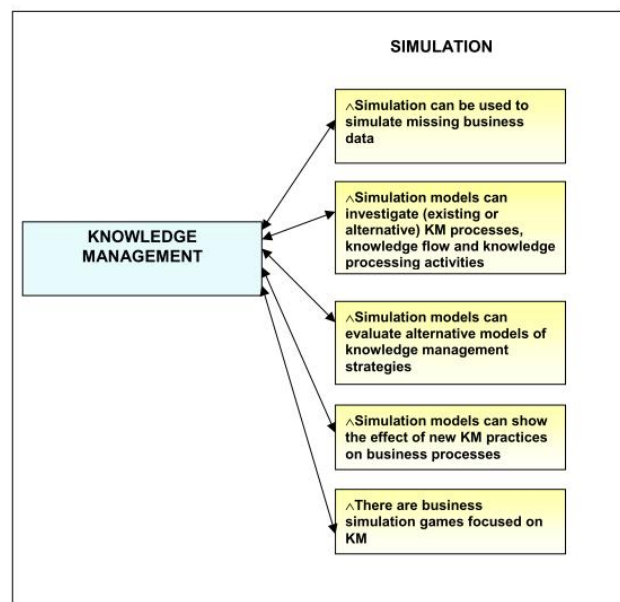 SIMULATION
^Simulation can be used to
simulate missing business
data
^Simulation models can
investigate (existing or
alternative) KM processes,
knowledge flow and knowledge
processing activities
KNOWLEDGE
MANAGEMENT
^Simulation models can
evaluate alternative models of
knowledge management
strategies
^Simulation models can show
the effect of new KM practices
on business processes
^There are business
simulation games focused on
KM